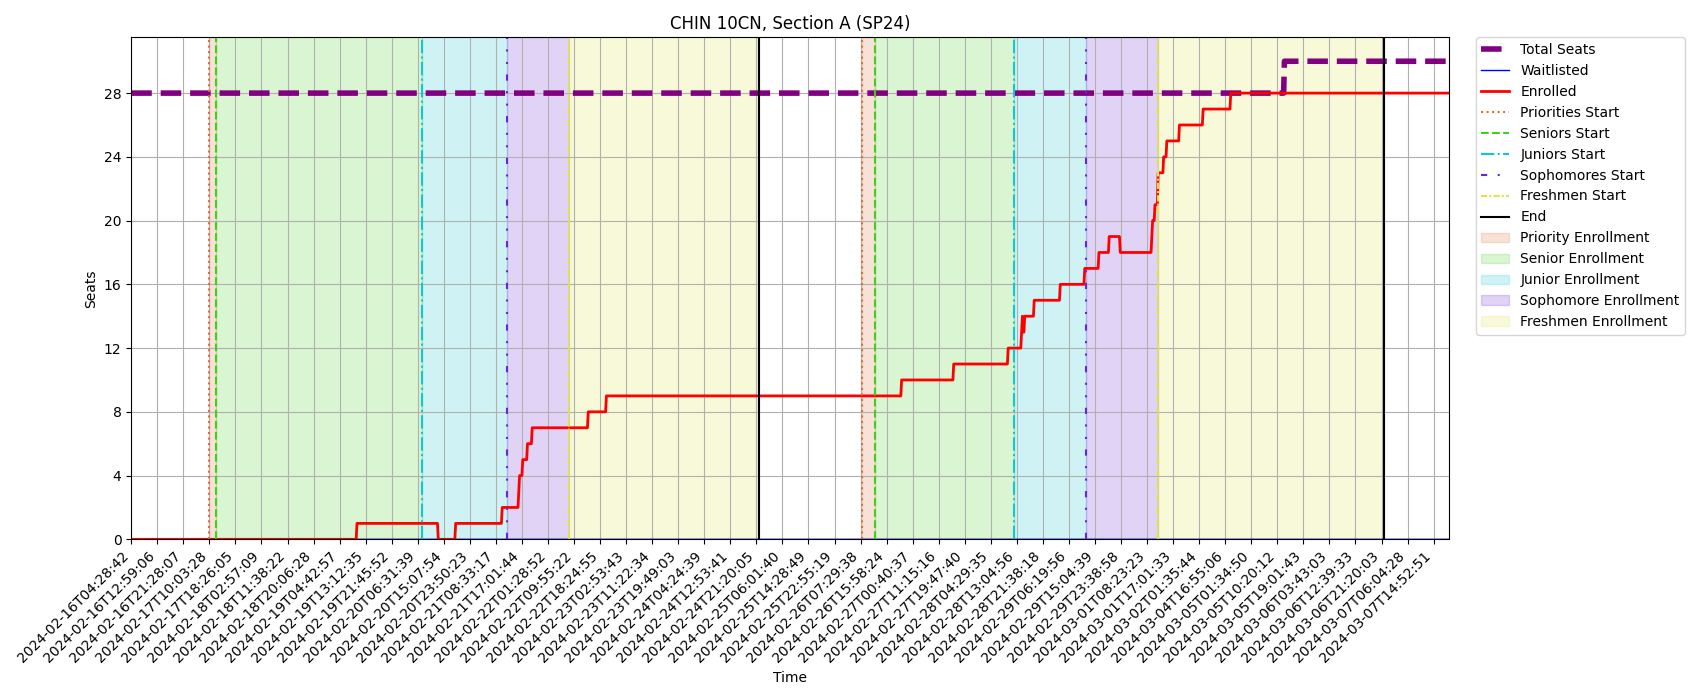 CHIN 10CN, Section A (SP24)
Total Seats
Waitlisted
Enrolled
Priorities Start
Seniors Start
Juniors Start
Sophomores Start
Freshmen Start
End
Priority Enrollment
Senior Enrollment
Junior Enrollment
Sophomore Enrollment
Freshmen Enrollment
Seats
28
24
20
16
12
8
4
0
2024-02-16T04:28:42
2024-02-16T12:59:06
2024-02-16T21:28:07
2024-02-17T10:03:28
2024-02-17T18:26:05
2024-02-18T02:57:09
2024-02-18T11:38:22
2024-02-18T20:06:28
2024-02-19T04:42:57
2024-02-19T13:12:35
2024-02-19T21:45:52
2024-02-20T06:31:39
2024-02-20T15:07:54
2024-02-20T23:50:23
2024-02-21T08:33:17
2024-02-21T17:01:44
2024-02-22T01:28:52
2024-02-22T09:55:22
2024-02-22T18:24:55
2024-02-23T02:53:43
2024-02-23T11:22:34
2024-02-23T19:49:03
2024-02-24T04:24:39
2024-02-24T12:53:41
2024-02-24T21:20:05
2024-02-25T06:01:40
2024-02-25T14:28:49
2024-02-25T22:55:19
2024-02-26T07:29:38
2024-02-26T15:58:24
2024-02-27T00:40:37
2024-02-27T11:15:16
2024-02-27T19:47:40
2024-02-28T04:29:35
2024-02-28T13:04:56
2024-02-28T21:38:18
2024-02-29T06:19:56
2024-02-29T15:04:39
2024-02-29T23:38:58
2024-03-01T08:23:23
2024-03-01T17:01:33
2024-03-02T01:35:44
2024-03-04T16:55:06
2024-03-05T01:34:50
2024-03-05T10:20:12
2024-03-05T19:01:43
2024-03-06T03:43:03
2024-03-06T12:39:33
2024-03-06T21:20:03
2024-03-07T06:04:28
2024-03-07T14:52:51
Time